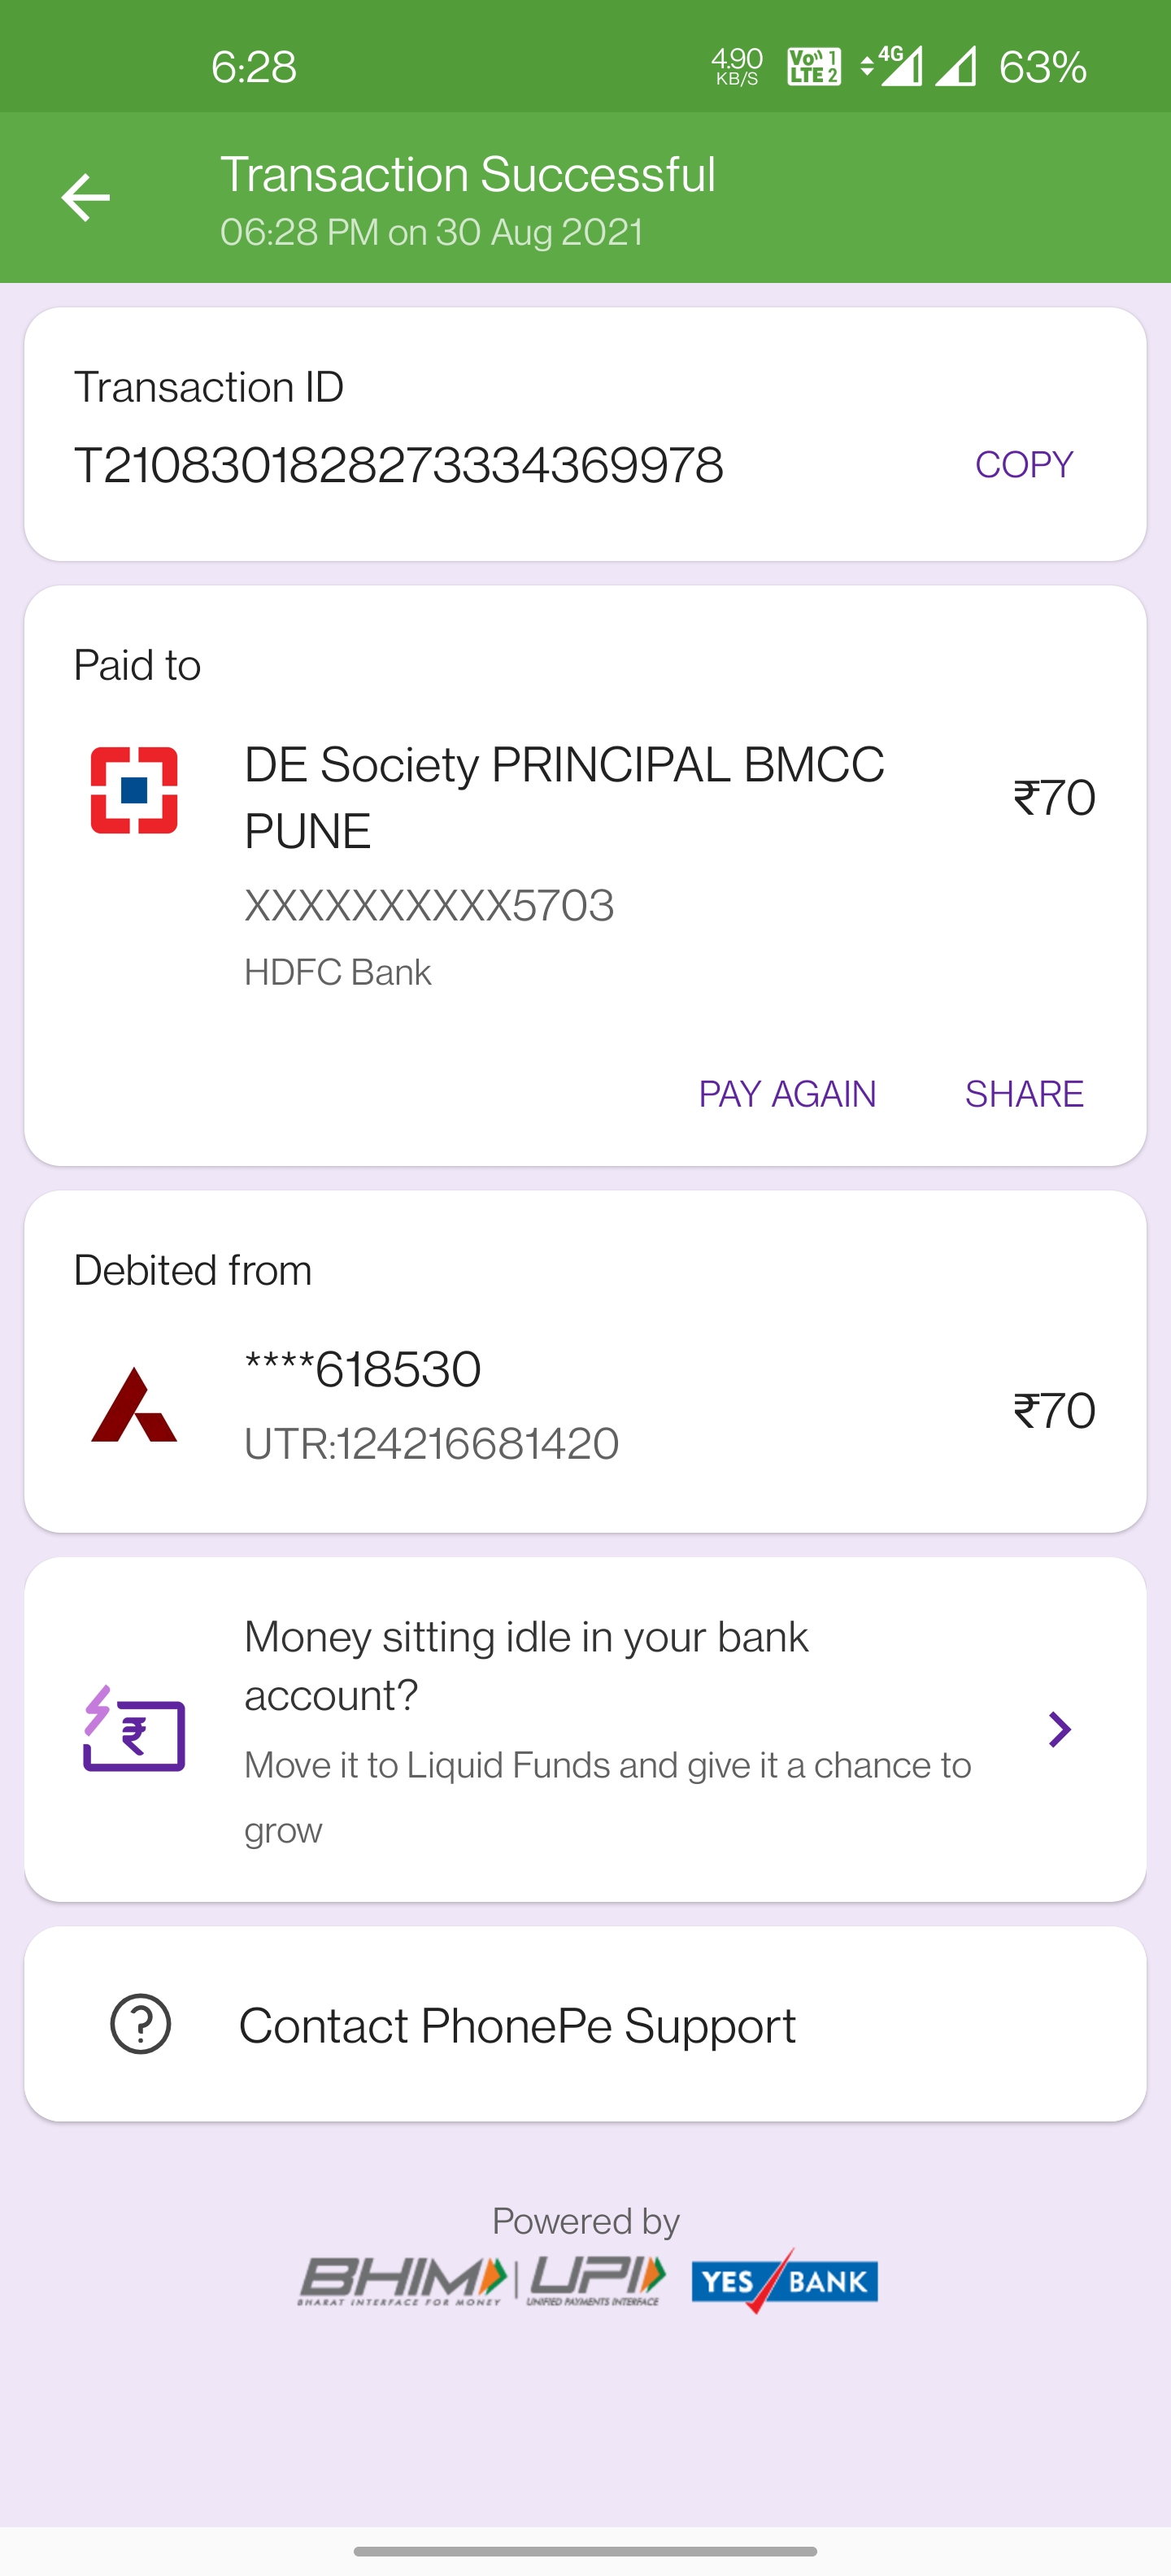 6:28
4.90
KB/S
Vo 1
LTE 2
4G
63%
Transaction Successful
06:28 PM on 30 Aug 2021
Transaction ID
T2108301828273334369978
COPY
Paid to
DE Society PRINCIPAL BMCC
PUNE
₹70
XXXXXXXXXX5703
HDFC Bank
PAY AGAIN
SHARE
Debited from
****618530
₹70
UTR:124216681420
Money sitting idle in your bank
account?
Move it to Liquid Funds and give it a chance to
grow
Contact PhonePe Support
Powered by
BHIM UPI YES BANK
BHARAT INTERFACE FOR MONEY UNIFIED PAYMENTS INTERFACE